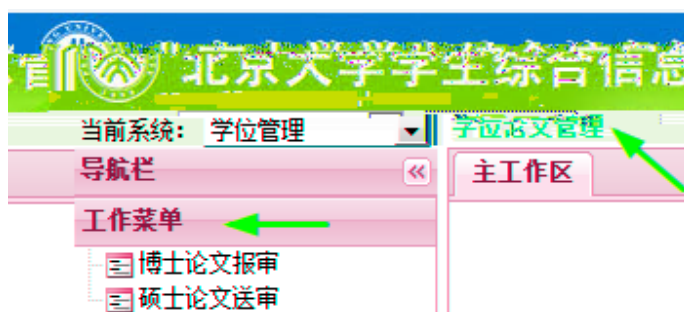 北京大学学生综合信息
当前系统： 学位管理 学位论文管理
导航栏
主工作区
工作菜单
博士论文报审
硕士论文送审